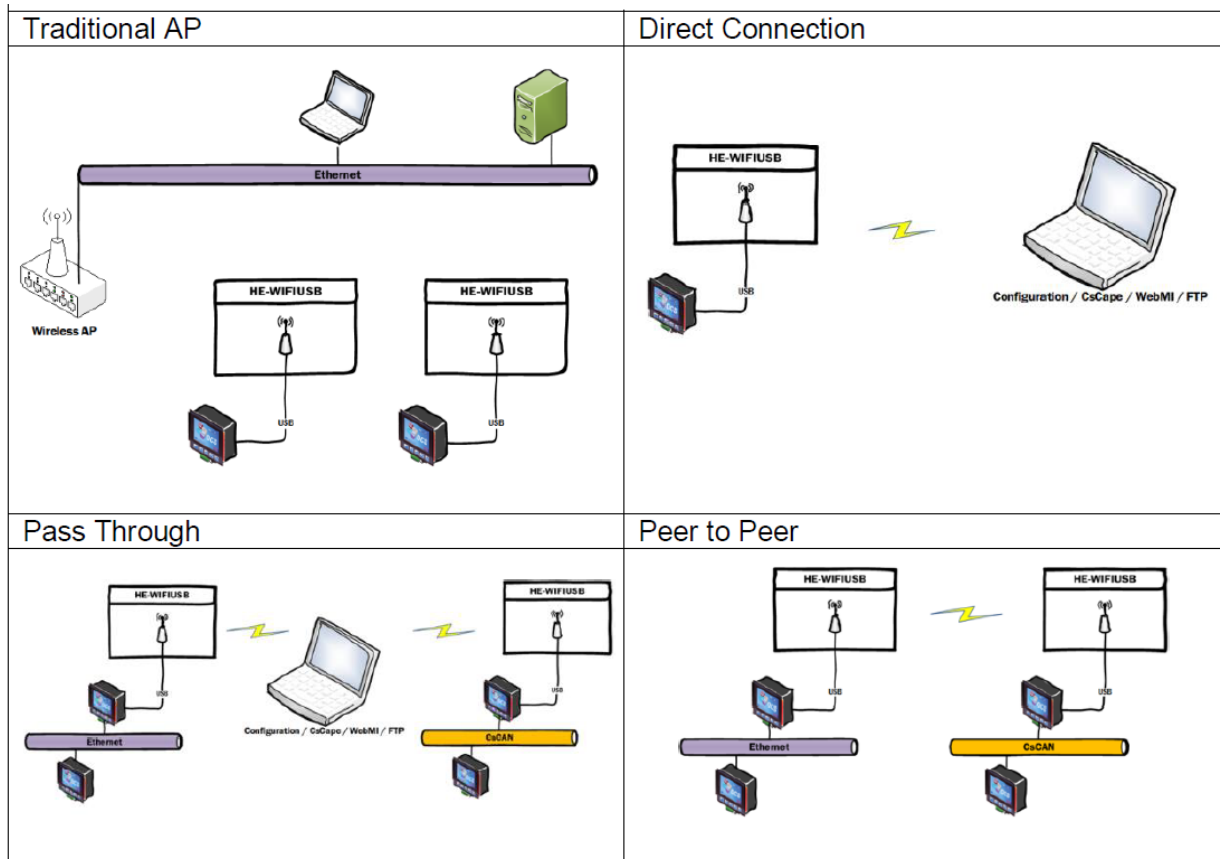 Traditional AP
Direct Connection
Ethernet
Wireless AP
HE-WIFIUSB
HE-WIFIUSB
USB
USB
HE-WIFIUSB
USB
Configuration / CsCape / WebMI / FTP
Pass Through
Peer to Peer
HE-WIFIUSB
HE-WIFIUSB
USB
USB
Configuration / CsCape / WebMI / FTP
Ethernet
CsCAN
HE-WIFIUSB
HE-WIFIUSB
USB
USB
Ethernet
CsCAN